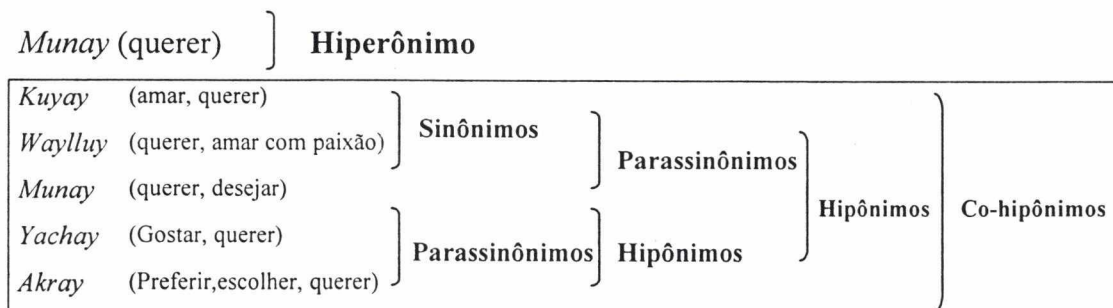 Munay (querer) Hiperônimo
Kuyay (amar, querer)
Sinônimos
Waylluy (querer, amar com paixão)
Parassinônimos
Munay (querer, desejar)
Hipônimos Co-hipônimos
Yachay (Gostar, querer)
Parassinônimos Hipônimos
Akray (Preferir,escolher, querer)